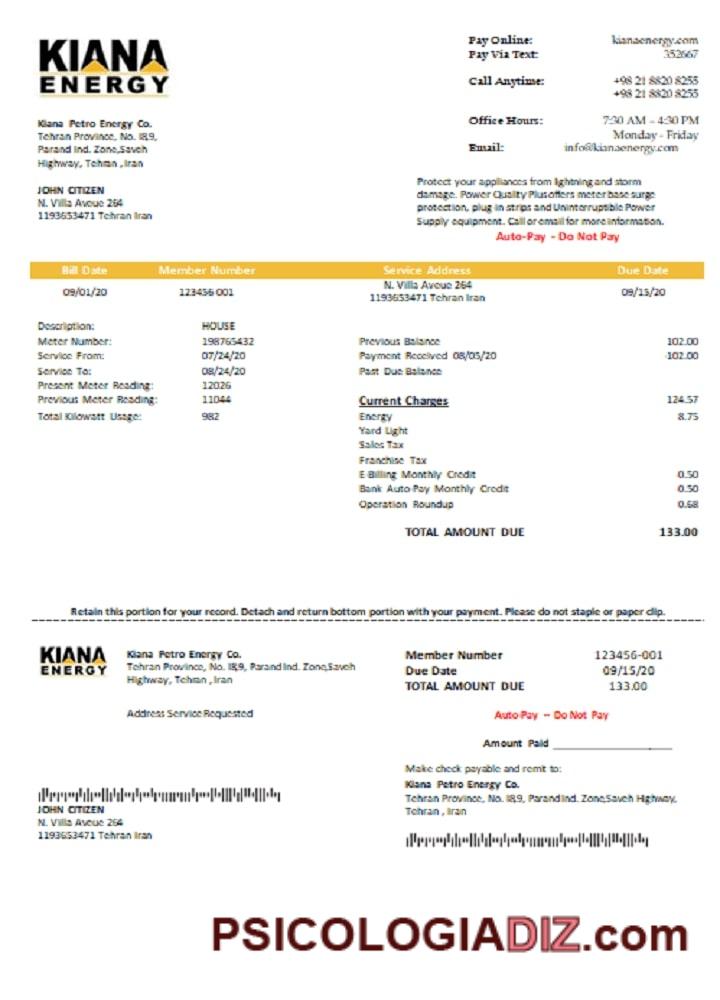 KIANA
ENERGY
Pay Online: kianaenergy.com
Pay Via Text: 352667
Call Anytime: +98 21 8820 8255
+98 21 8820 8255
Office Hours: 7:30 AM – 4:30 PM
Monday - Friday
Email: info@kianaenergy.com
Kiana Petro Energy Co.
Tehran Province, No. I8,9,
Parand Ind. Zone,Saveh
Highway, Tehran , Iran
JOHN CITIZEN
N. Villa Aveue 264
1193653471 Tehran Iran
Protect your appliances from lightning and storm
damage. Power Quality Plus offers meter base surge
protection, plug-in strips and Uninterruptible Power
Supply equipment. Call or email for more information.
Auto-Pay - Do Not Pay
Bill Date Member Number Service Address Due Date
09/01/20 123456-001 N. Villa Aveue 264 09/15/20
1193653471 Tehran Iran
Description: HOUSE
Meter Number: 198765432
Service From: 07/24/20
Service To: 08/24/20
Present Meter Reading: 12026
Previous Meter Reading: 11044
Total Kilowatt Usage: 982
Previous Balance 102.00
Payment Received 08/05/20 -102.00
Past Due Balance
Current Charges 124.57
Energy 8.75
Yard Light
Sales Tax
Franchise Tax
E-Billing Monthly Credit 0.50
Bank Auto-Pay Monthly Credit 0.50
Operation Roundup 0.68
TOTAL AMOUNT DUE 133.00
Retain this portion for your record. Detach and return bottom portion with your payment. Please do not staple or paper clip.
KIANA
ENERGY
Kiana Petro Energy Co.
Tehran Province, No. I8,9, Parand Ind. Zone,Saveh
Highway, Tehran , Iran
Address Service Requested
Member Number 123456-001
Due Date 09/15/20
TOTAL AMOUNT DUE 133.00
Auto-Pay – Do Not Pay
Amount Paid
JOHN CITIZEN
N. Villa Aveue 264
1193653471 Tehran Iran
Make check payable and remit to:
Kiana Petro Energy Co.
Tehran Province, No. I8,9, Parand Ind. Zone,Saveh Highway,
Tehran , Iran
PSICOLOGIADIZ.com